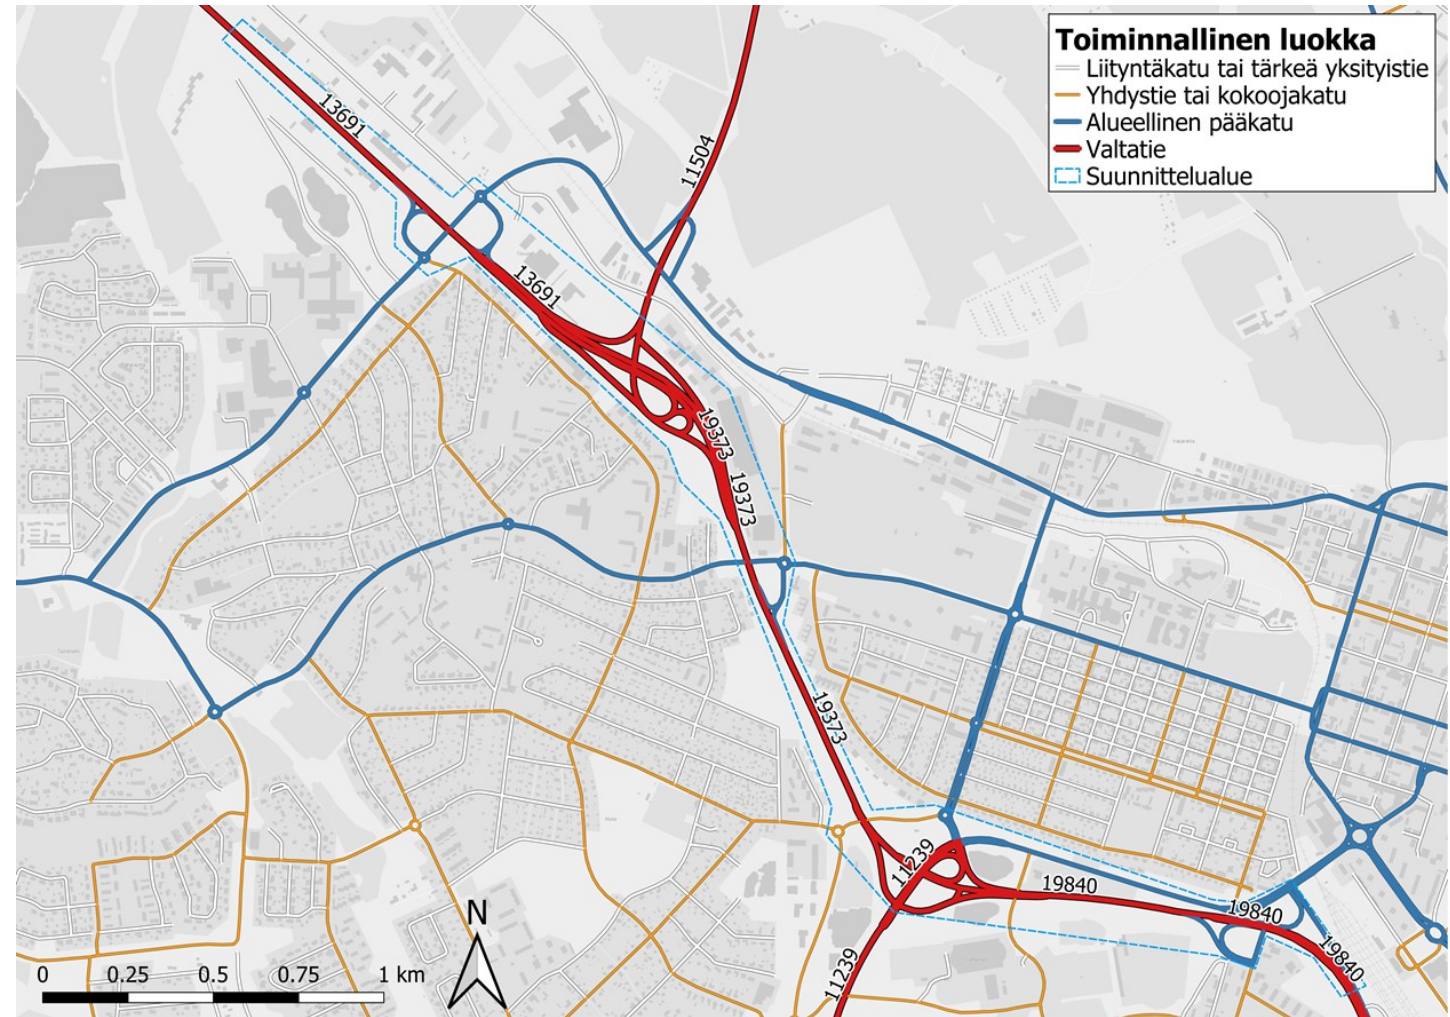 Toiminnallinen luokka
Liityntäkatu tai tärkeä yksityistie
Yhdystie tai kokoojakatu
Alueellinen pääkatu
Valtatie
Suunnittelualue
13691
11504
13691
19373
19373
19373
11239
19840
19840
19840
11239
N
0 0.25 0.5 0.75 1 km